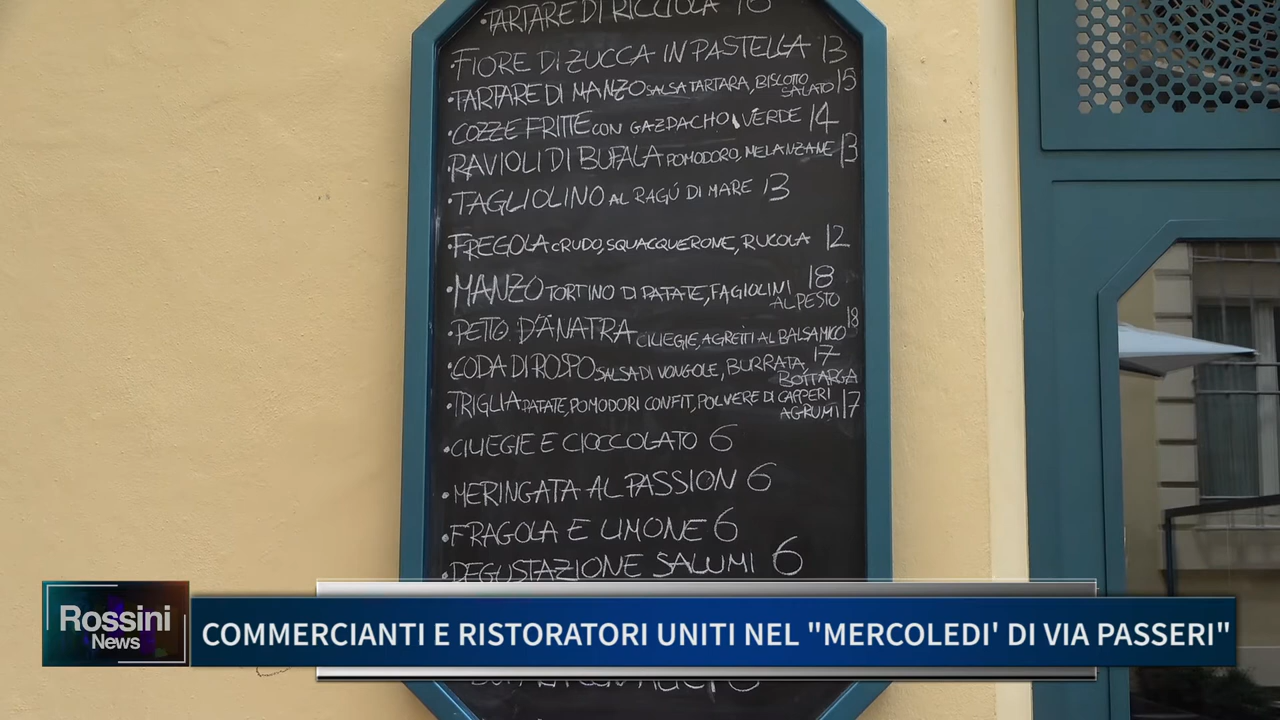 •TARTARE DI RICCIOLA
•FIORE DI ZUCCA IN PASTELLA 13
•TARTARE DI MANZO SALSA TARTARA, BISCOTTO SALATO 15
•COZZE FRITTE CON GAZPACHO VERDE 14
•RAVIOLI DI BUFALA POMODORO, MELANZANE 13
•TAGLIOLINO AL RAGÚ DI MARE 13
•FREGOLA CRUDO, SQUACQUERONE, RUCOLA 12
•MANZO TORTINO DI PATATE, FAGIOLINI AL PESTO 18
•PETTO D'ANATRA CILIEGIE, AGRETTI AL BALSAMICO 18
•CODA DI ROSPO SALSA DI VONGOLE, BURRATA, BOTTARGA 17
•TRIGLIA PATATE, POMODORI CONFIT, POLVERE DI CAPPERI AGRUMI 17
•CILIEGIE E CIOCCOLATO 6
•MERINGATA AL PASSION 6
•FRAGOLA E LIMONE 6
•DEGUSTAZIONE SALUMI 6
Rossini
News
COMMERCIANTI E RISTORATORI UNITI NEL "MERCOLEDI' DI VIA PASSERI"